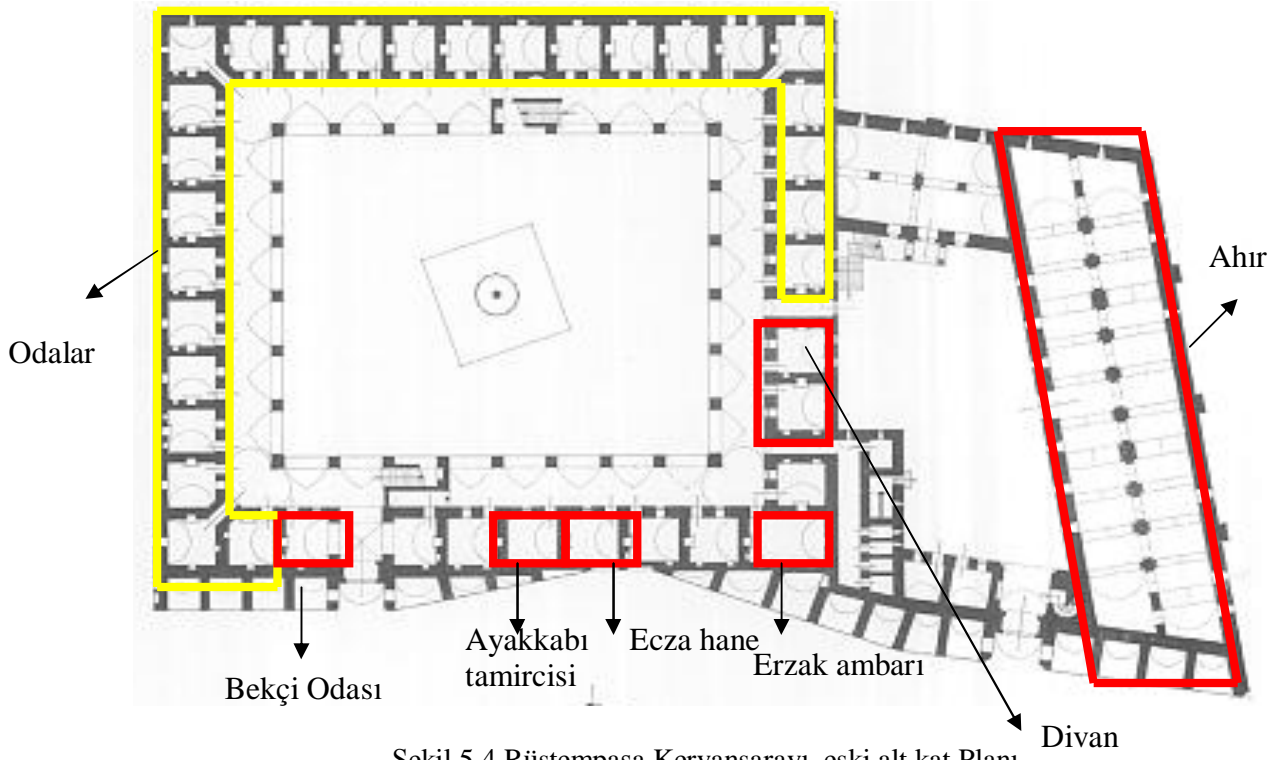 Ahır
Odalar
Ayakkabı
tamircisi
Ecza hane
Erzak ambarı
Bekçi Odası
Divan
Şekil 5.4 Rüstempaşa Kervansarayı, eski alt kat Planı